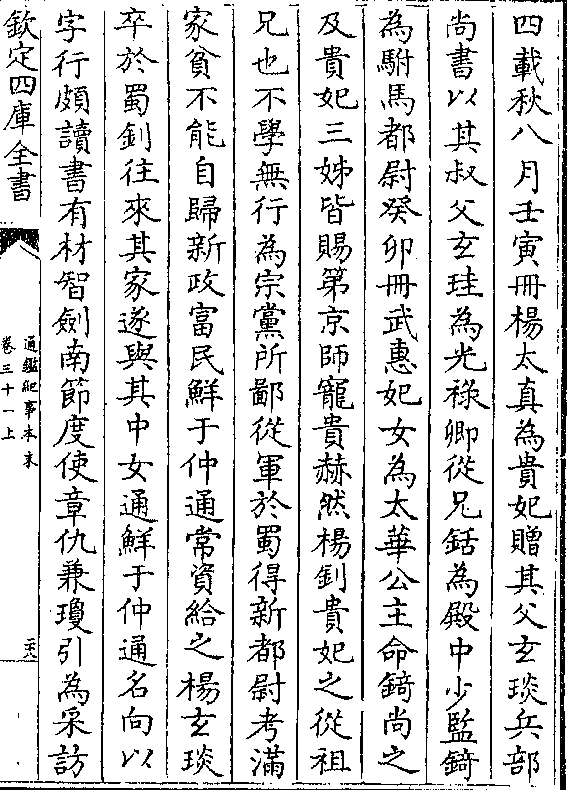 四載秋八月壬寅冊楊太真為貴妃贈其父玄琰兵部
尚書以其叔父玄珪為光祿卿從兄銛為殿中少監錡
為駙馬都尉癸卯冊武惠妃女為太華公主命錡尚之
及貴妃三姊皆賜第京師寵貴赫然楊釗貴妃之從祖
兄也不學無行為宗黨所鄙從軍於蜀得新都尉考滿
家貧不能自歸新政富民鮮于仲通常資給之楊玄琰
卒於蜀釗往來其家遂與其中女通鮮于仲通名向以
字行頗讀書有材智劍南節度使章仇兼瓊引為采訪
欽定四庫全書
通鑑紀事本末
卷三十一上